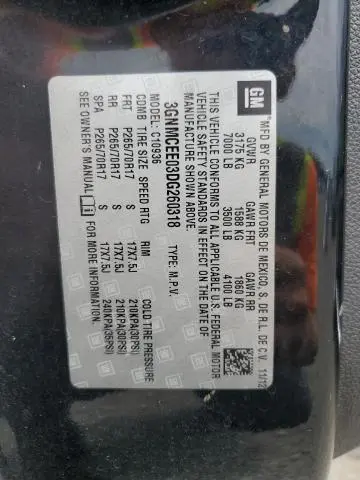 GM
MFD BY GENERAL MOTORS DE MEXICO, S. DE R.L. DE C.V. 11/12
GVWR GAWR FRT GAWR RR
3175 KG 1588 KG 1860 KG
7000 LB 3500 LB 4100 LB
THIS VEHICLE CONFORMS TO ALL APPLICABLE U.S. FEDERAL MOTOR
VEHICLE SAFETY STANDARDS IN EFFECT ON THE DATE OF
MANUFACTURE SHOWN ABOVE.
3GNMCEE03DG260318 TYPE: M.P.V.
MODEL: C10936
COMB TIRE SIZE SPEED RTG RIM COLD TIRE PRESSURE
FRT P265/70R17 S 17X7.5J 210KPA(30PSI)
RR P265/70R17 S 17X7.5J 210KPA(30PSI)
SPA P265/70R17 S 17X7.5J 240KPA(35PSI)
SEE OWNER'S MANUAL FOR MORE INFORMATION.